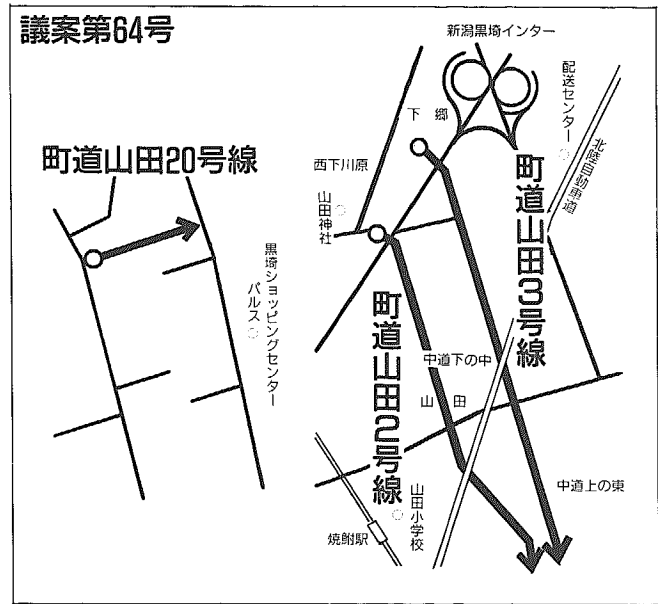 議案第64号
町道山田20号線
黒埼ショッピングセンター
パルス
新潟黒埼インター
下郷
西下川原
山田神社
配送センター
北陸自動車道
町道山田3号線
町道山田2号線
中道下の中
山田
中道上の東
山田小学校
焼鮒駅